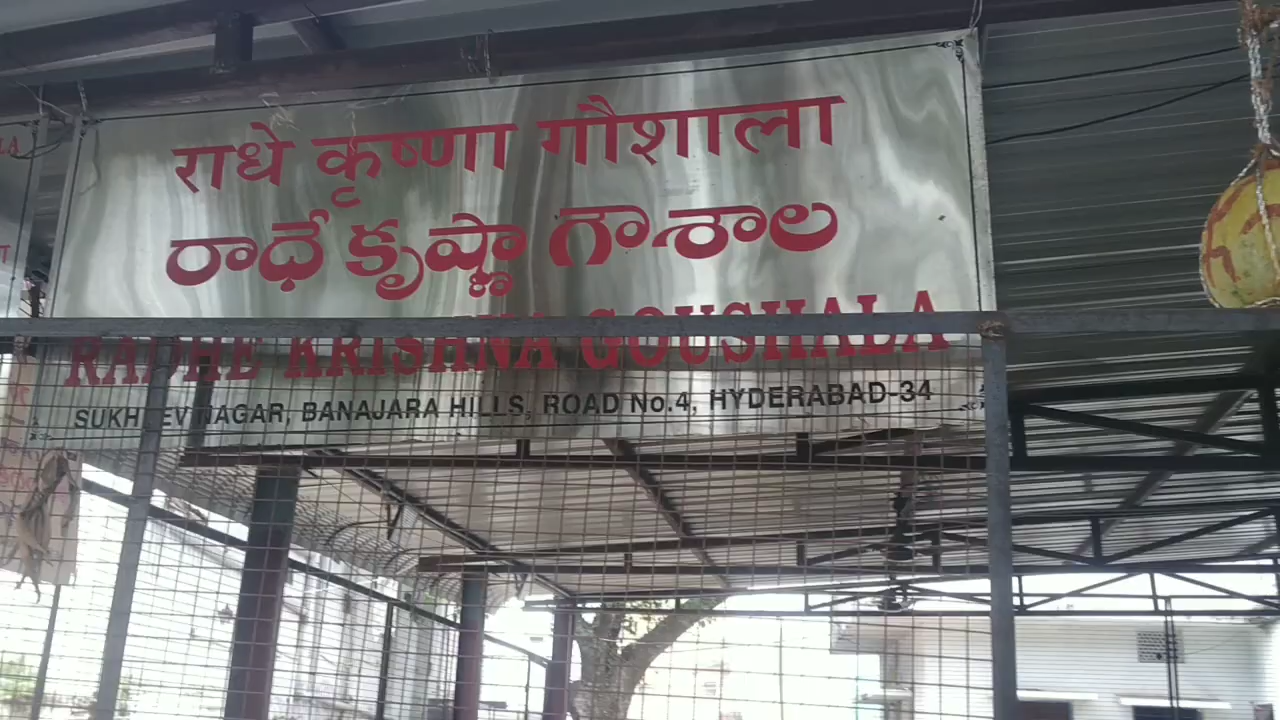 राधे कृष्णा गौशाला
రాధే కృష్ణా గౌశాల
RADHE KRISHNA GOUSHALA
SUKHDEV NAGAR, BANAJARA HILLS, ROAD No.4, HYDERABAD-34